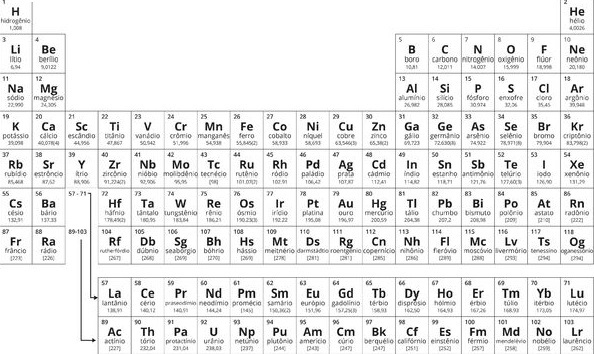 1 2
H He
hidrogênio hélio
1,008 4,0026
3 4 5 6 7 8 9 10
Li Be B C N O F Ne
lítio berílio boro carbono nitrogênio oxigênio flúor neônio
6,94 9,0122 10,81 12,011 14,007 15,999 18,998 20,180
11 12 13 14 15 16 17 18
Na Mg Al Si P S Cl Ar
sódio magnésio alumínio silício fósforo enxofre cloro argônio
22,990 24,305 26,982 28,085 30,974 32,06 35,45 39,948
19 20 21 22 23 24 25 26 27 28 29 30 31 32 33 34 35 36
K Ca Sc Ti V Cr Mn Fe Co Ni Cu Zn Ga Ge As Se Br Kr
potássio cálcio escândio titânio vanádio crômio manganês ferro cobalto níquel cobre zinco gálio germânio arsênio selênio bromo criptônio
39,098 40,078(4) 44,956 47,867 50,942 51,996 54,938 55,845(2) 58,933 58,693 63,546(3) 65,38(2) 69,723 72,630(8) 74,922 78,971(8) 79,904 83,798(2)
37 38 39 40 41 42 43 44 45 46 47 48 49 50 51 52 53 54
Rb Sr Y Zr Nb Mo Tc Ru Rh Pd Ag Cd In Sn Sb Te I Xe
rubídio estrôncio ítrio zircônio nióbio molibdênio tecnécio rutênio ródio paládio prata cádmio índio estanho antimônio telúrio iodo xenônio
85,468 87,62 88,906 91,224(2) 92,906 95,95 [98] 101,07(2) 102,91 106,42 107,87 112,41 114,82 118,71 121,76 127,60(3) 126,90 131,29
55 56 57 - 71 72 73 74 75 76 77 78 79 80 81 82 83 84 85 86
Cs Ba Hf Ta W Re Os Ir Pt Au Hg Tl Pb Bi Po At Rn
césio bário háfnio tântalo tungstênio rênio ósmio irídio platina ouro mercúrio tálio chumbo bismuto polônio astato radônio
132,91 137,33 178,49(2) 180,95 183,84 186,21 190,23(3) 192,22 195,08 196,97 200,59 204,38 207,2 208,98 [209] [210] [222]
87 88 89-103 104 105 106 107 108 109 110 111 112 113 114 115 116 117 118
Fr Ra Rf Db Sg Bh Hs Mt Ds Rg Cn Nh Fl Mc Lv Ts Og
frâncio rádio rutherfórdio dúbnio seabórgio bóhrio hássio meitnério darmstádtio roentgênio copernício nihônio fleróvio moscóvio livermório tennesso oganessônio
[223] [226] [267] [268] [269] [270] [269] [278] [281] [281] [285] [286] [289] [288] [293] [294] [294]
57 58 59 60 61 62 63 64 65 66 67 68 69 70 71
La Ce Pr Nd Pm Sm Eu Gd Tb Dy Ho Er Tm Yb Lu
lantânio cério praseodímio neodímio promécio samário európio gadolínio térbio disprósio hólmio érbio túlio itérbio lutécio
138,91 140,12 140,91 144,24 [145] 150,36(2) 151,96 157,25(3) 158,93 162,50 164,93 167,26 168,93 173,05 174,97
89 90 91 92 93 94 95 96 97 98 99 100 101 102 103
Ac Th Pa U Np Pu Am Cm Bk Cf Es Fm Md No Lr
actínio tório protactínio urânio netúnio plutônio amerício cúrio berquélio califórnio einstênio férmio mendelévio nobélio laurêncio
[227] 232,04 231,04 238,03 [237] [244] [243] [247] [247] [251] [252] [257] [258] [259] [262]